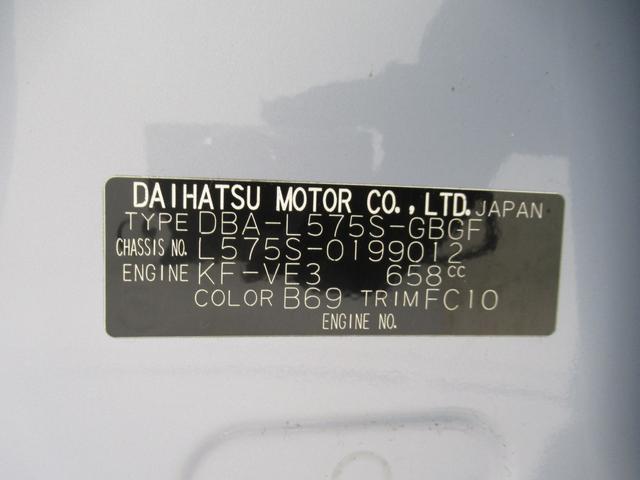 DAIHATSU MOTOR CO.,LTD. JAPAN
TYPE DBA-L575S-GBGF
CHASSIS NO. L575S-0199012
ENGINE KF-VE3 658cc
COLOR B69 TRIM FC10
ENGINE NO.